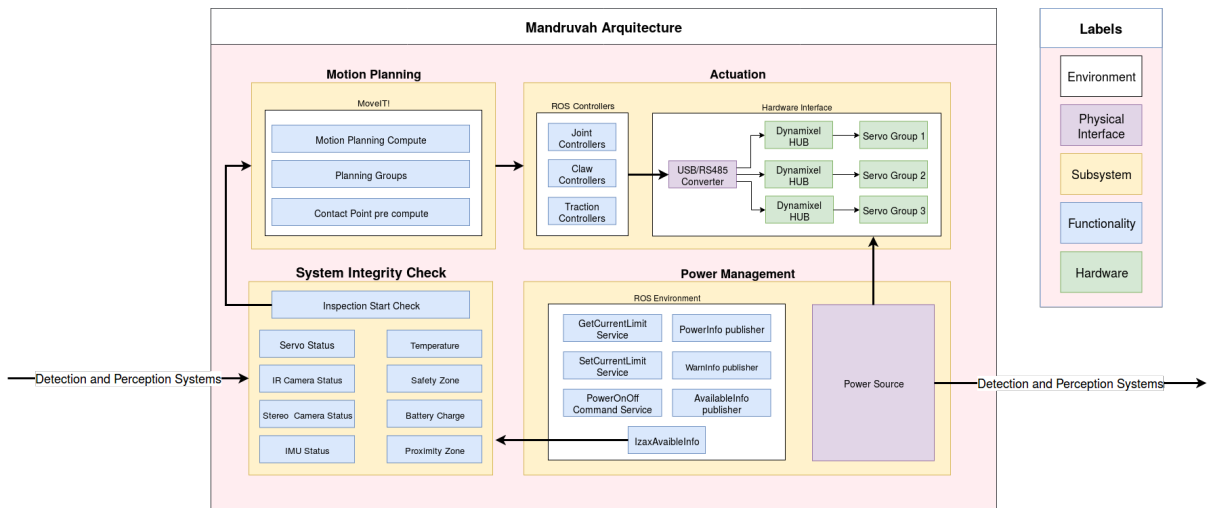 Mandruvah Arquitecture
Motion Planning
MoveIT!
Motion Planning Compute
Planning Groups
Contact Point pre compute
Actuation
ROS Controllers
Joint
Controllers
Claw
Controllers
Traction
Controllers
Hardware Interface
USB/RS485
Converter
Dynamixel
HUB
Servo Group 1
Dynamixel
HUB
Servo Group 2
Dynamixel
HUB
Servo Group 3
System Integrity Check
Inspection Start Check
Servo Status
Temperature
IR Camera Status
Safety Zone
Stereo Camera Status
Battery Charge
IMU Status
Proximity Zone
Detection and Perception Systems
Power Management
ROS Environment
GetCurrentLimit
Service
PowerInfo publisher
SetCurrentLimit
Service
WarnInfo publisher
PowerOnOff
Command Service
AvailableInfo
publisher
IzaxAvaibleInfo
Power Source
Detection and Perception Systems
Labels
Environment
Physical
Interface
Subsystem
Functionality
Hardware